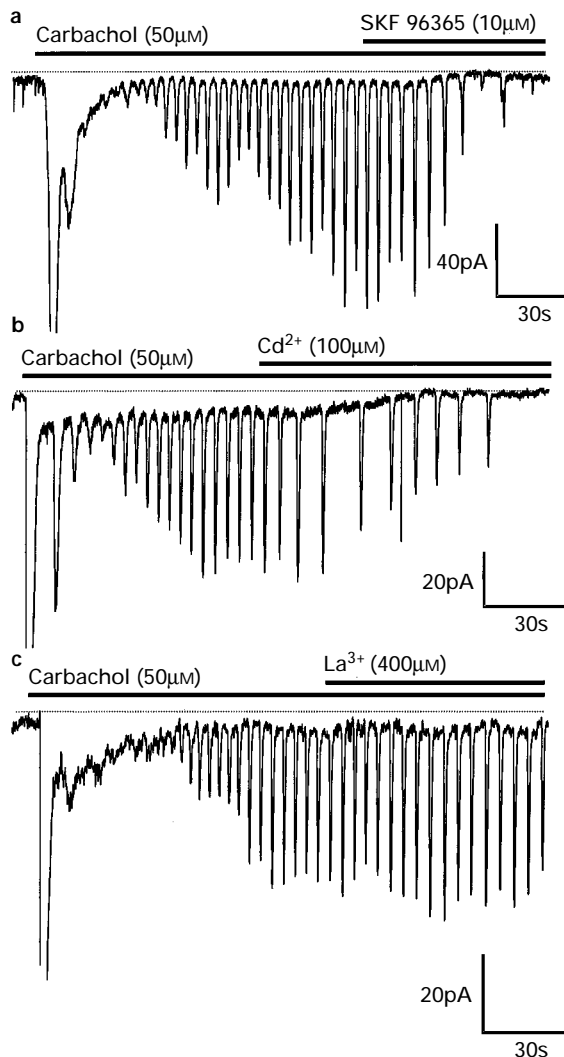 a
Carbachol (50μM)
SKF 96365 (10μM)
40pA
30s
b
Carbachol (50μM)
Cd²⁺ (100μM)
20pA
30s
c
Carbachol (50μM)
La³⁺ (400μM)
20pA
30s